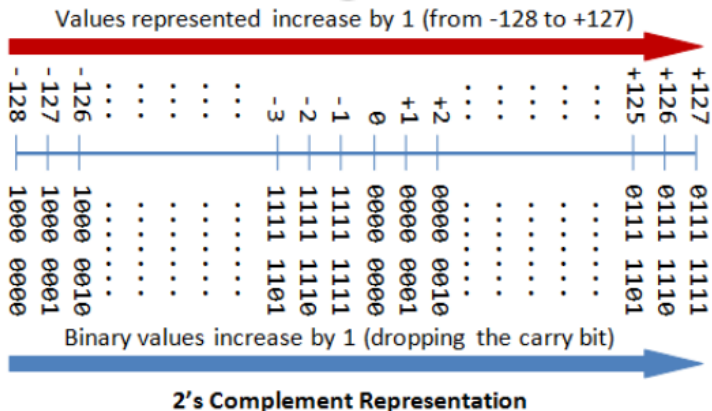 Values represented increase by 1 (from -128 to +127)
-128 -127 -126 ..... ..... ..... ..... ..... -3 -2 -1 0 +1 +2 ..... ..... ..... ..... ..... +125 +126 +127
1000 0000 1000 0001 1000 0010 ..... ..... ..... ..... ..... 1111 1101 1111 1110 1111 1111 0000 0000 0000 0001 0000 0010 ..... ..... ..... ..... ..... 0111 1101 0111 1110 0111 1111
Binary values increase by 1 (dropping the carry bit)
2's Complement Representation